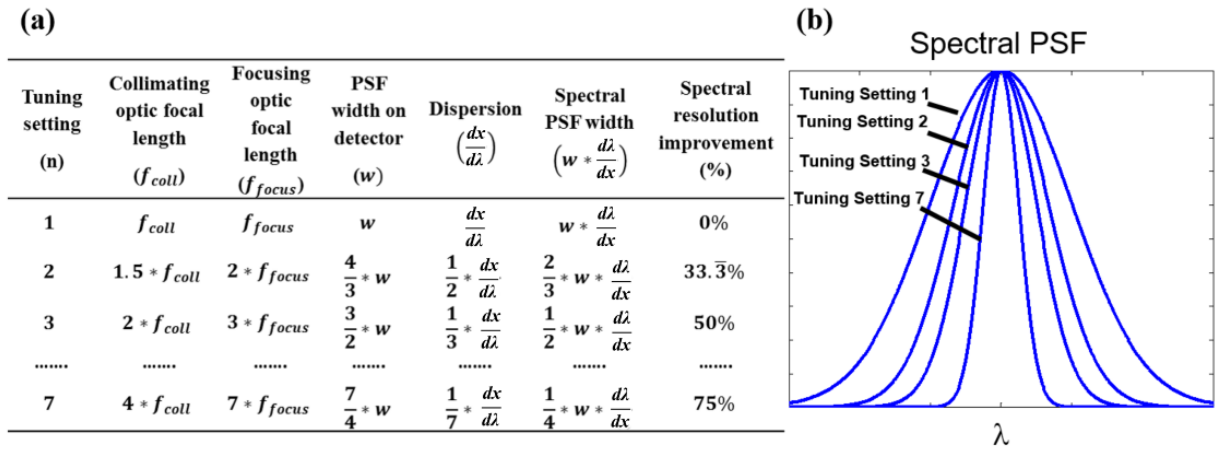 (a)
Tuning setting (n)
Collimating optic focal length (f_coll)
Focusing optic focal length (f_focus)
PSF width on detector (w)
Dispersion (dx/dλ)
Spectral PSF width (w * dλ/dx)
Spectral resolution improvement (%)
1 f_coll f_focus w dx/dλ w * dλ/dx 0%
2 1.5 * f_coll 2 * f_focus 4/3 * w 1/2 * dx/dλ 2/3 * w * dλ/dx 33.3̅%
3 2 * f_coll 3 * f_focus 3/2 * w 1/3 * dx/dλ 1/2 * w * dλ/dx 50%
....... ....... ....... ....... ....... ....... .......
7 4 * f_coll 7 * f_focus 7/4 * w 1/7 * dx/dλ 1/4 * w * dλ/dx 75%
(b)
Spectral PSF
Tuning Setting 1
Tuning Setting 2
Tuning Setting 3
Tuning Setting 7
λ